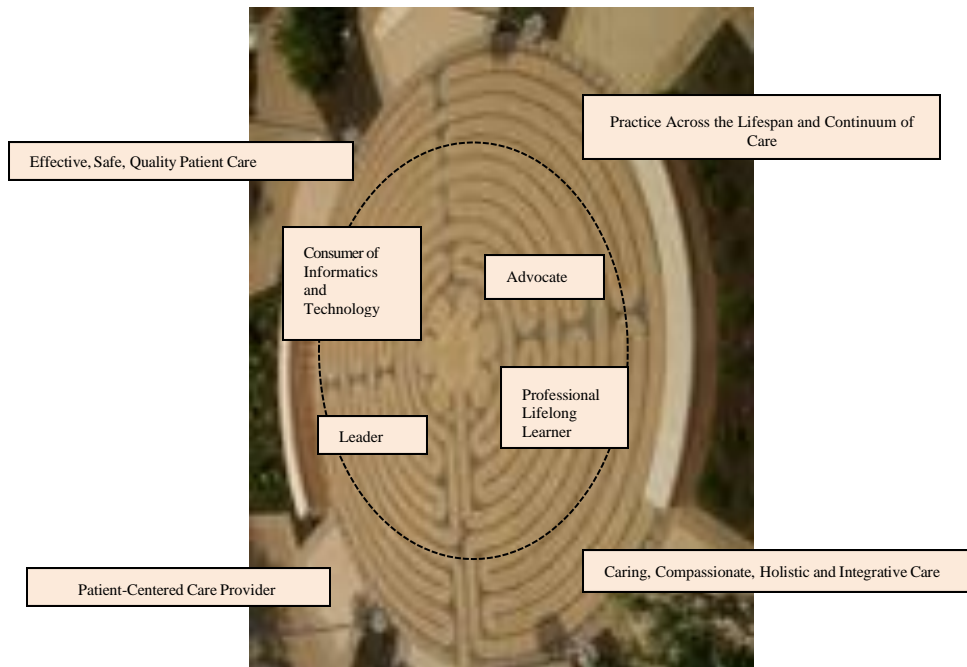 Practice Across the Lifespan and Continuum of
Care
Effective, Safe, Quality Patient Care
Consumer of
Informatics
and
Technology
Advocate
Professional
Lifelong
Learner
Leader
Patient-Centered Care Provider
Caring, Compassionate, Holistic and Integrative Care